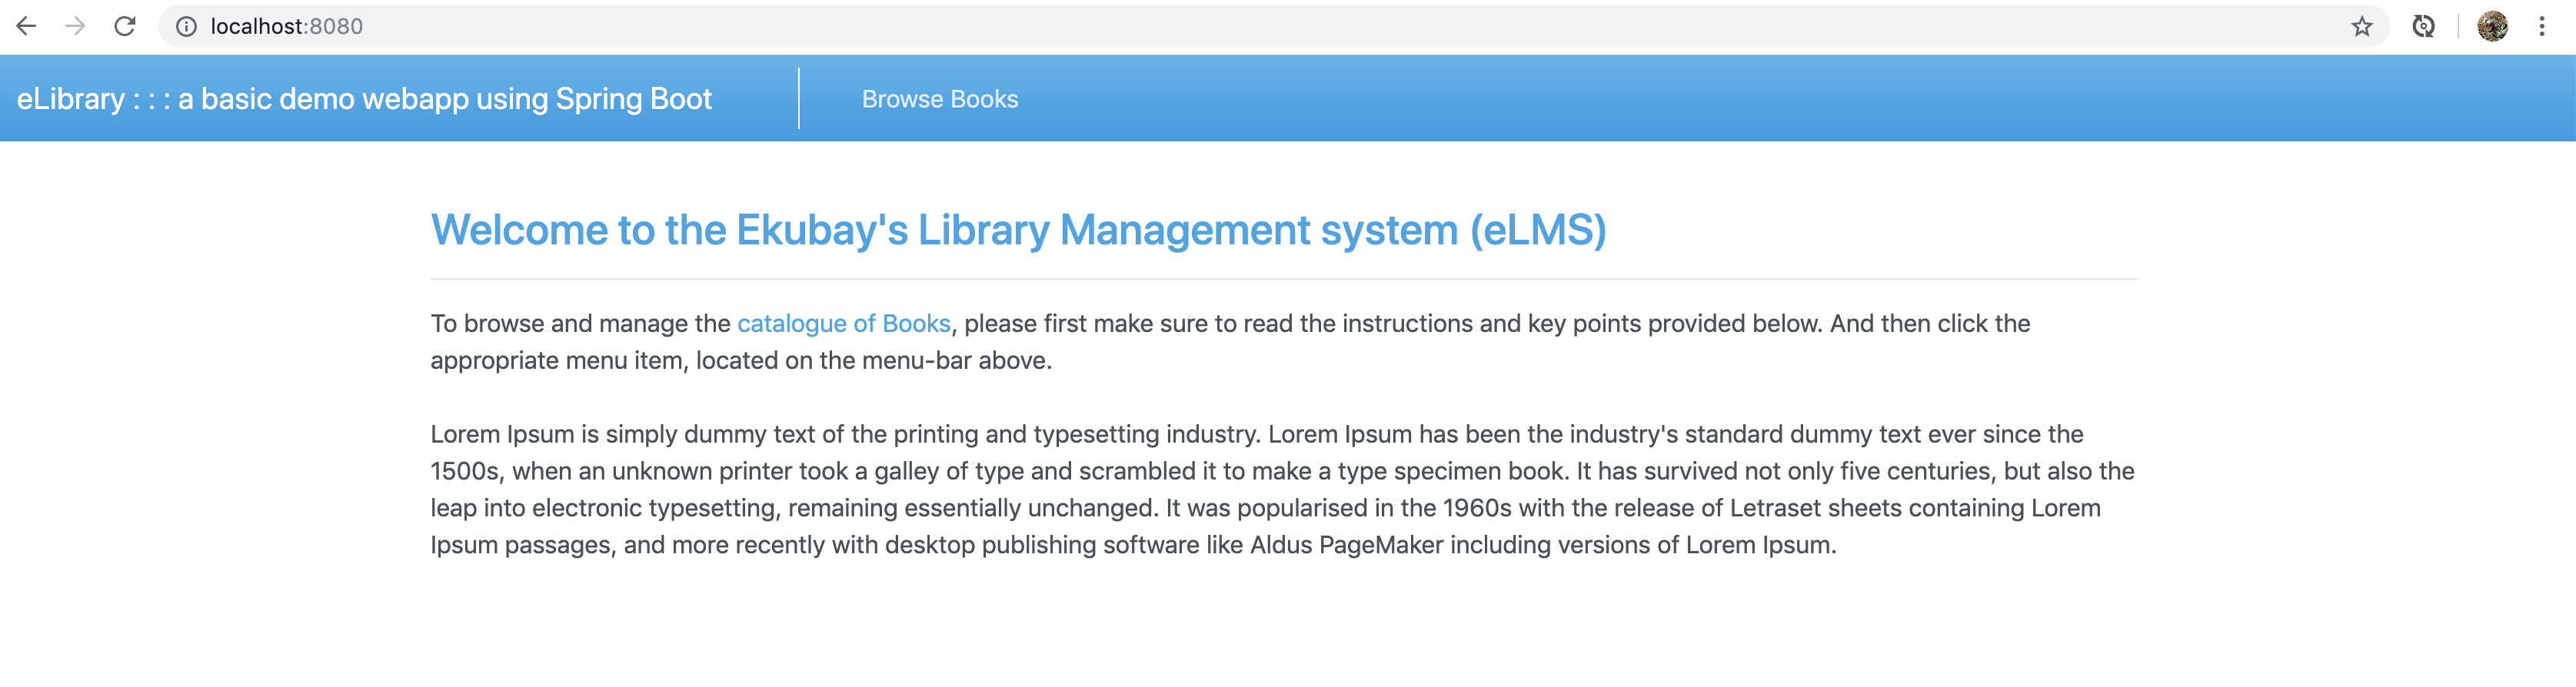 localhost:8080
eLibrary : : : a basic demo webapp using Spring Boot
Browse Books
Welcome to the Ekubay's Library Management system (eLMS)
To browse and manage the catalogue of Books, please first make sure to read the instructions and key points provided below. And then click the
appropriate menu item, located on the menu-bar above.
Lorem Ipsum is simply dummy text of the printing and typesetting industry. Lorem Ipsum has been the industry's standard dummy text ever since the
1500s, when an unknown printer took a galley of type and scrambled it to make a type specimen book. It has survived not only five centuries, but also the
leap into electronic typesetting, remaining essentially unchanged. It was popularised in the 1960s with the release of Letraset sheets containing Lorem
Ipsum passages, and more recently with desktop publishing software like Aldus PageMaker including versions of Lorem Ipsum.